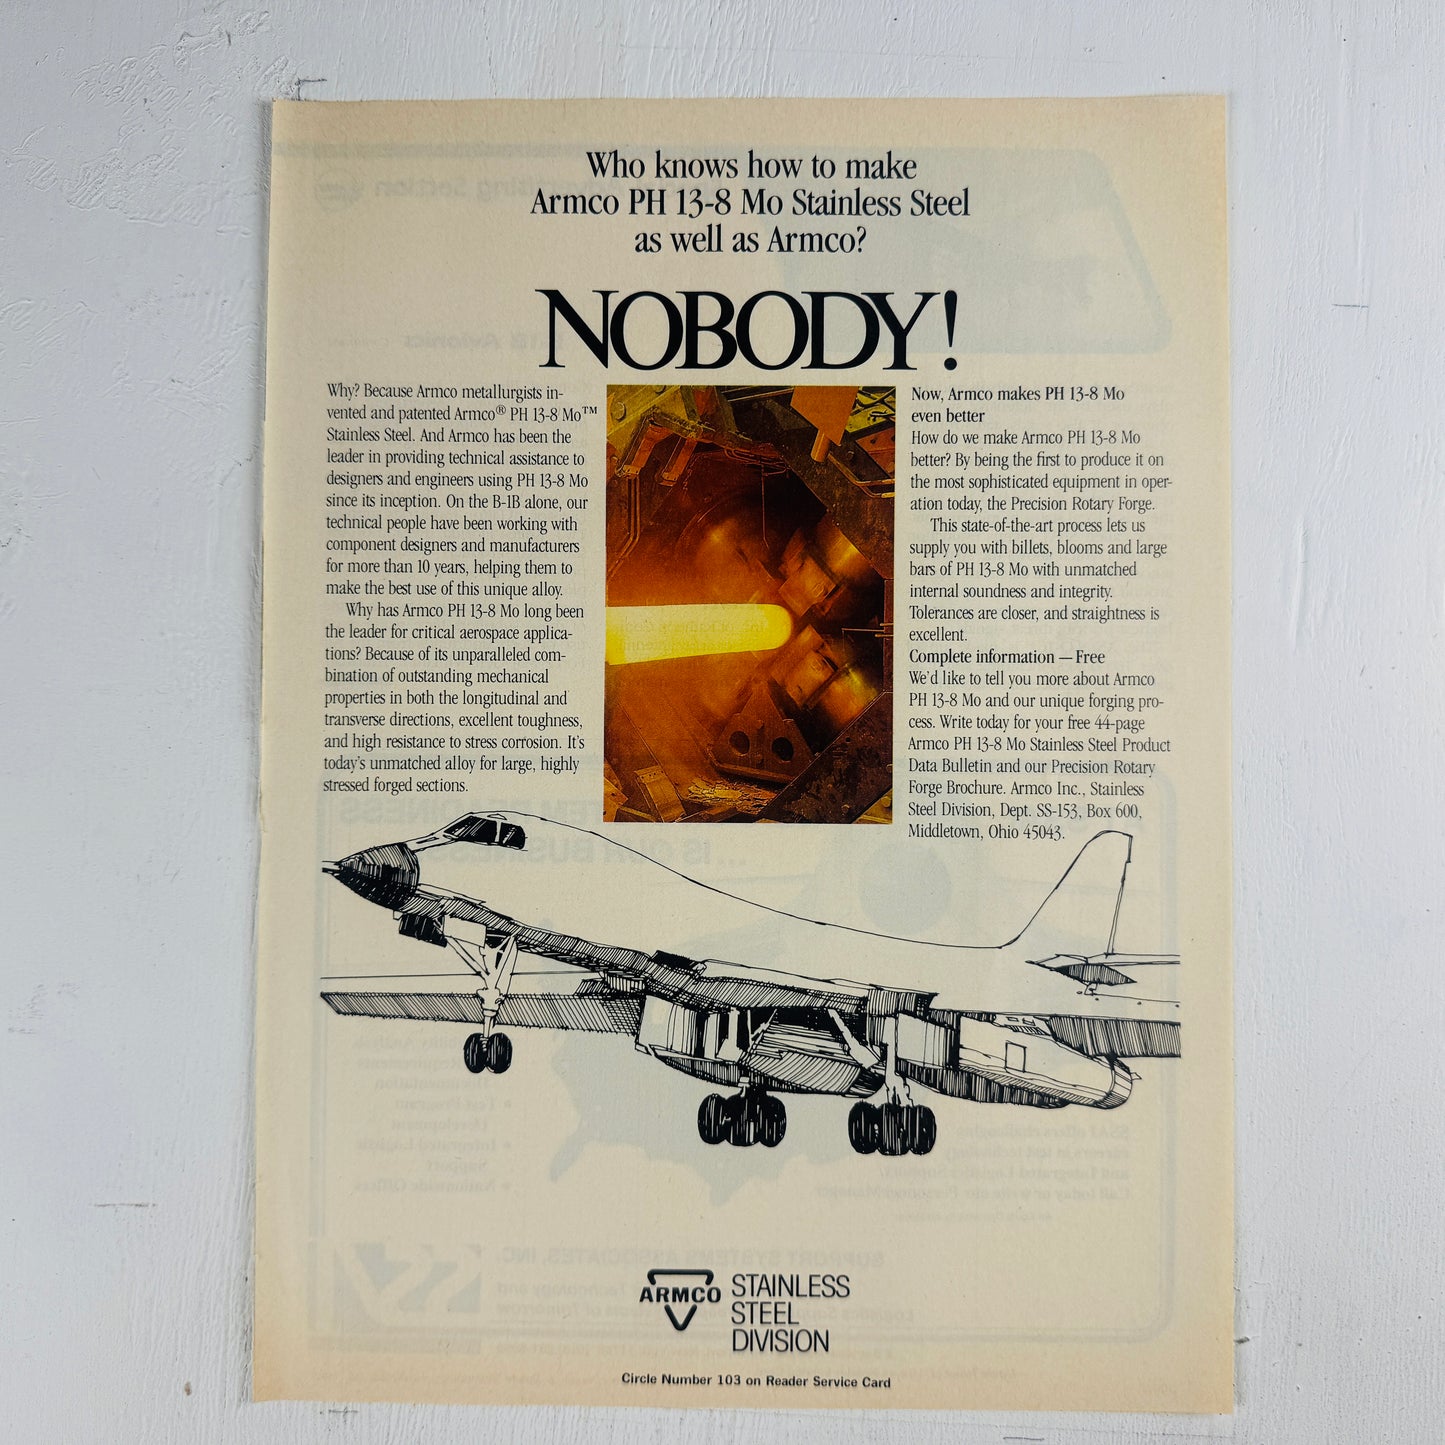 Who knows how to make
Armco PH 13-8 Mo Stainless Steel
as well as Armco?
NOBODY!
Why? Because Armco metallurgists in-
vented and patented Armco® PH 13-8 Mo™
Stainless Steel. And Armco has been the
leader in providing technical assistance to
designers and engineers using PH 13-8 Mo
since its inception. On the B-1B alone, our
technical people have been working with
component designers and manufacturers
for more than 10 years, helping them to
make the best use of this unique alloy.
Why has Armco PH 13-8 Mo long been
the leader for critical aerospace applica-
tions? Because of its unparalleled com-
bination of outstanding mechanical
properties in both the longitudinal and
transverse directions, excellent toughness,
and high resistance to stress corrosion. It's
today's unmatched alloy for large, highly
stressed forged sections.
Now, Armco makes PH 13-8 Mo
even better
How do we make Armco PH 13-8 Mo
better? By being the first to produce it on
the most sophisticated equipment in oper-
ation today, the Precision Rotary Forge.
This state-of-the-art process lets us
supply you with billets, blooms and large
bars of PH 13-8 Mo with unmatched
internal soundness and integrity.
Tolerances are closer, and straightness is
excellent.
Complete information — Free
We'd like to tell you more about Armco
PH 13-8 Mo and our unique forging pro-
cess. Write today for your free 44-page
Armco PH 13-8 Mo Stainless Steel Product
Data Bulletin and our Precision Rotary
Forge Brochure. Armco Inc., Stainless
Steel Division, Dept. SS-153, Box 600,
Middletown, Ohio 45043.
ARMCO
STAINLESS
STEEL
DIVISION
Circle Number 103 on Reader Service Card